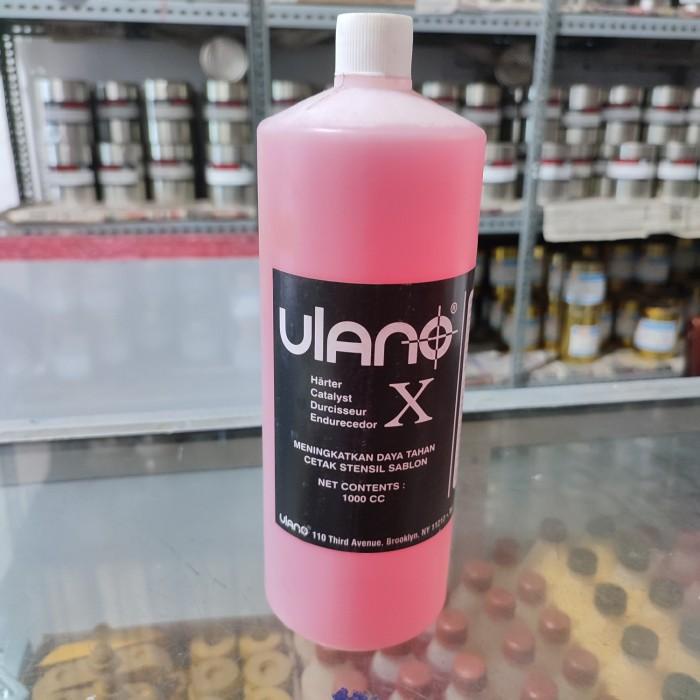 ulano®
Härter
Catalyst
Durcisseur
Endurecedor
X
MENINGKATKAN DAYA TAHAN
CETAK STENSIL SABLON
NET CONTENTS :
1000 CC
ulano® 110 Third Avenue, Brooklyn, NY 11217